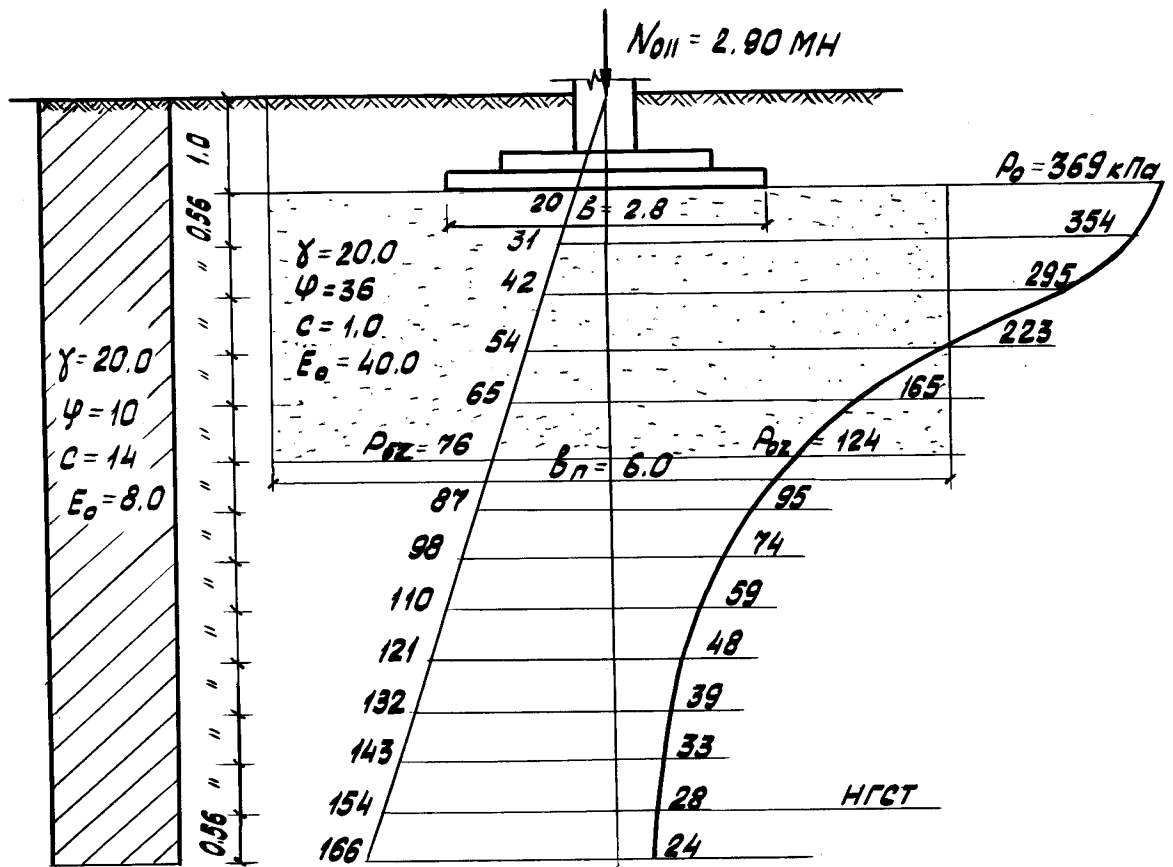 N₀II = 2.90 МН
1.0
P₀ = 369 кПа
0.56
20 в = 2.8
31
354
=
γ = 20.0
φ = 36
c = 1.0
E₀ = 40.0
42
295
=
54
223
=
65
165
=
γ = 20.0
φ = 10
c = 14
E₀ = 8.0
Pбz = 76
P₀z = 124
вп = 6.0
=
87
95
=
98
74
=
110
59
=
121
48
=
132
39
=
143
33
=
154
28
НГСТ
0.56
166
24